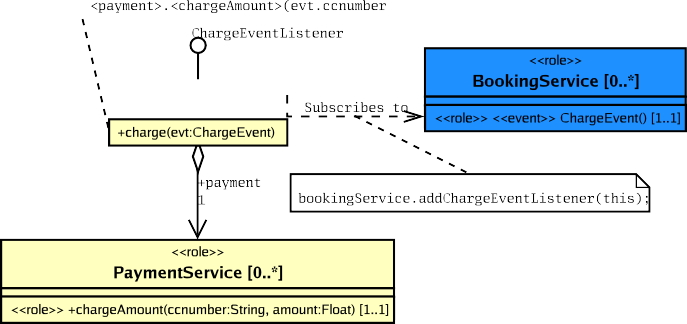 <payment>.<chargeAmount>(evt.ccnumber
ChargeEventListener
<<role>>
BookingService [0..*]
<<role>> <<event>> ChargeEvent() [1..1]
Subscribes to
+charge(evt:ChargeEvent)
+payment
1
bookingService.addChargeEventListener(this);
<<role>>
PaymentService [0..*]
<<role>> +chargeAmount(ccnumber:String, amount:Float) [1..1]